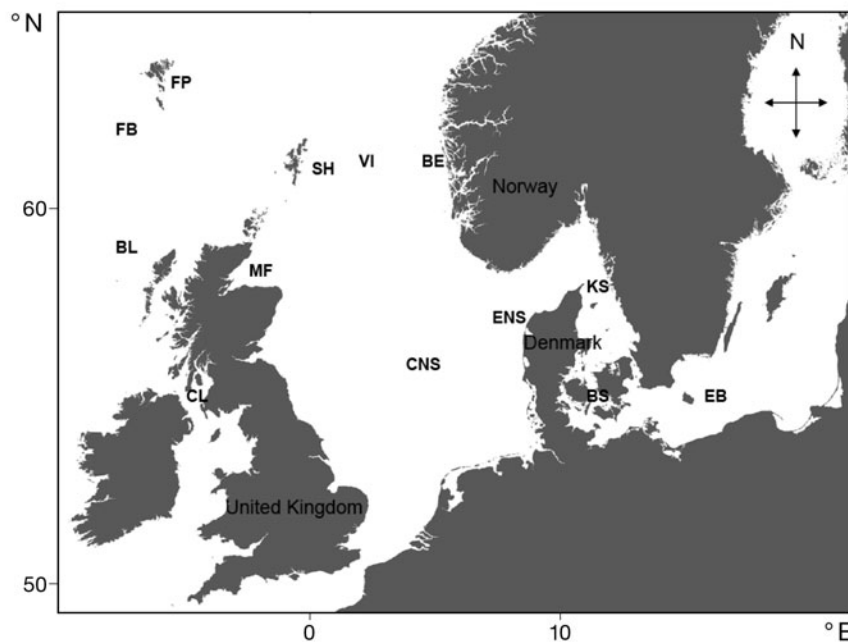 °N
N
FP
FB
SH
VI
BE
Norway
60
BL
MF
KS
ENS
Denmark
CNS
CL
BS
EB
United Kingdom
50
0
10
°E